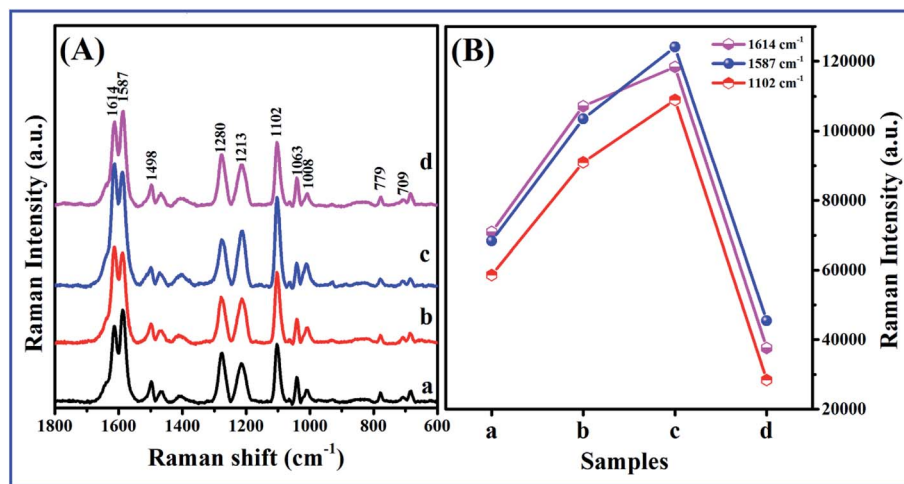 (A)
1614
1587
1498
1280
1213
1102
1063
1008
779
709
d
c
b
a
1800 1600 1400 1200 1000 800 600
Raman shift (cm-1)
Raman Intensity (a.u.)
(B)
1614 cm-1
1587 cm-1
1102 cm-1
120000
100000
80000
60000
40000
20000
Raman Intensity (a.u.)
a b c d
Samples